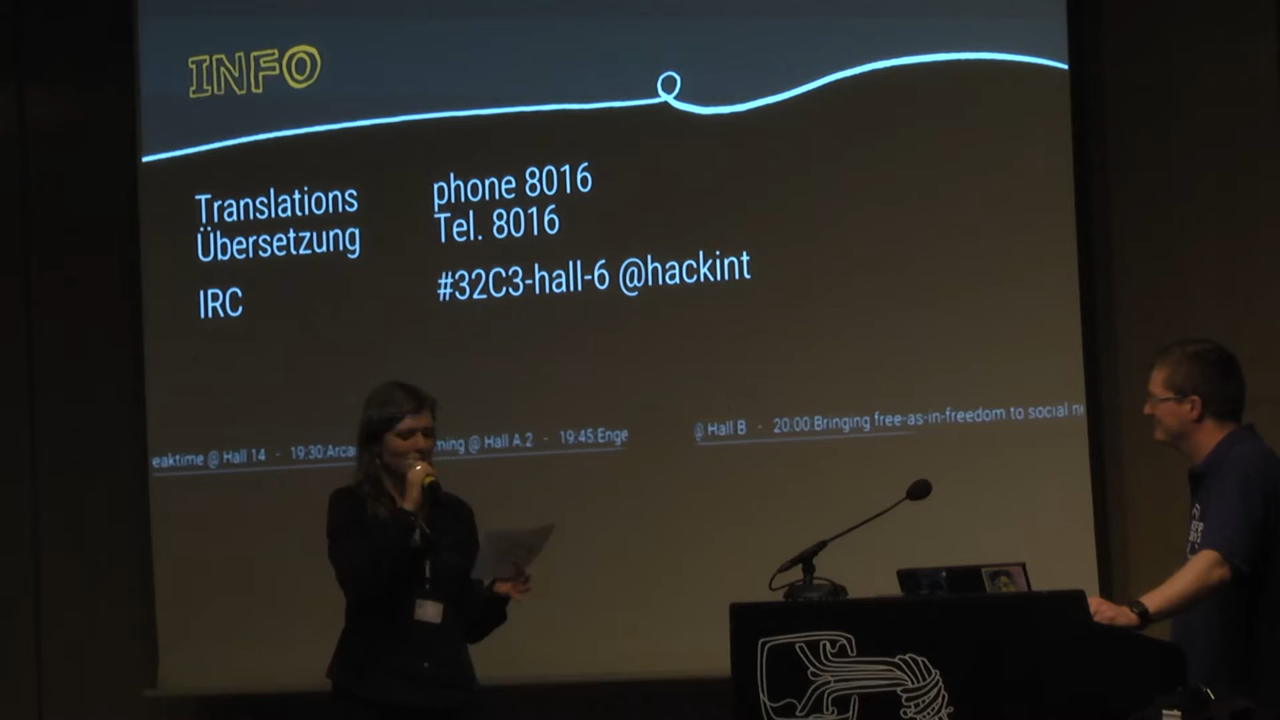 INFO
Translations phone 8016
Übersetzung Tel. 8016
IRC #32C3-hall-6 @hackint
eaktime @ Hall 14 - 19:30:Arca ming @ Hall A.2 - 19:45:Enge @ Hall B - 20:00:Bringing free-as-in-freedom to social n